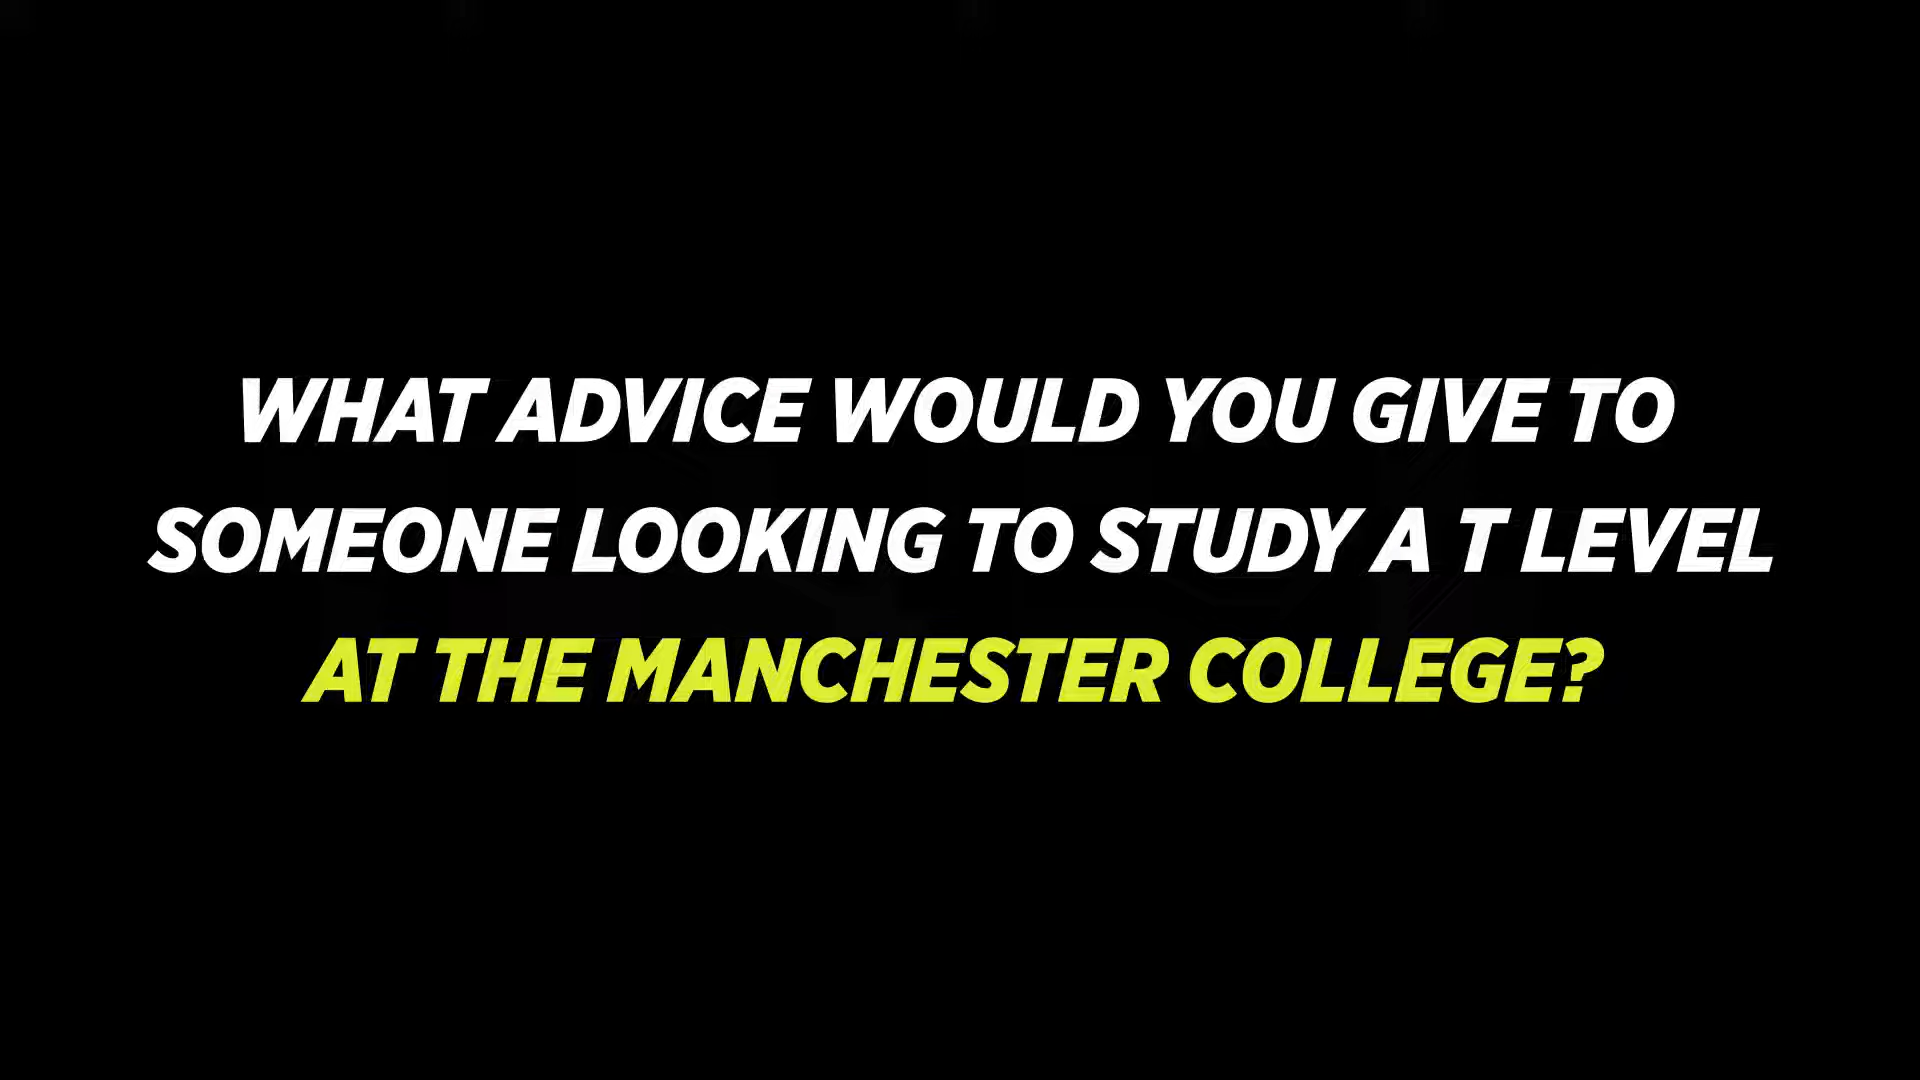 WHAT ADVICE WOULD YOU GIVE TO
SOMEONE LOOKING TO STUDY A T LEVEL
AT THE MANCHESTER COLLEGE?